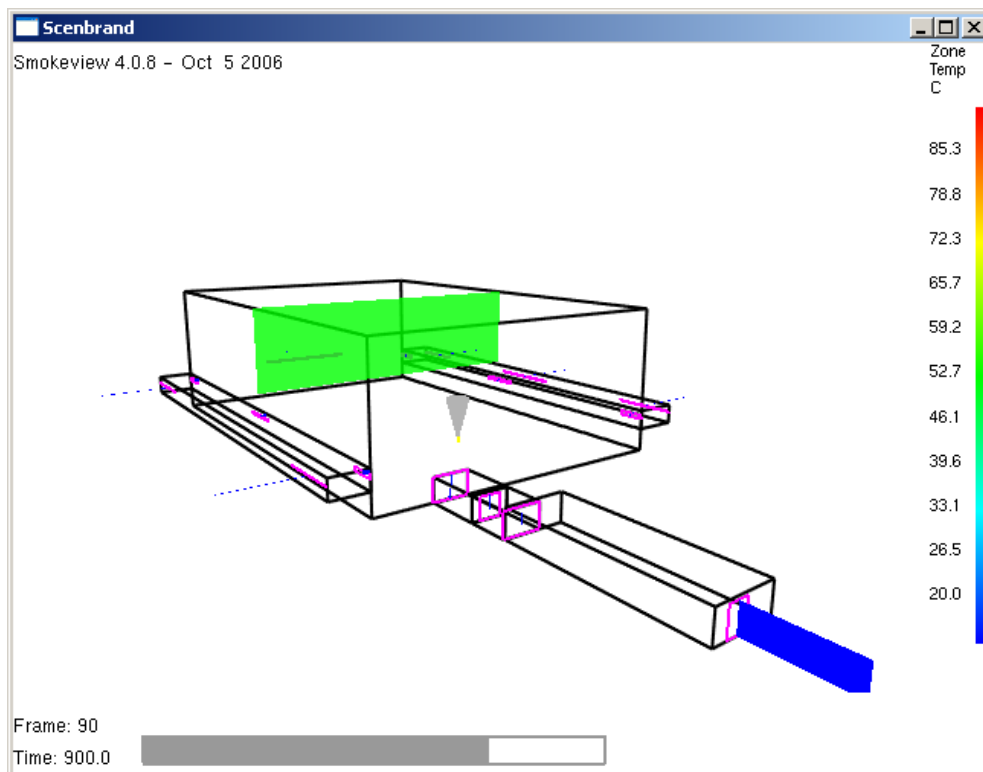 Scenbrand
Smokeview 4.0.8 - Oct 5 2006
Zone
Temp
C
85.3
78.8
72.3
65.7
59.2
52.7
46.1
39.6
33.1
26.5
20.0
Frame: 90
Time: 900.0